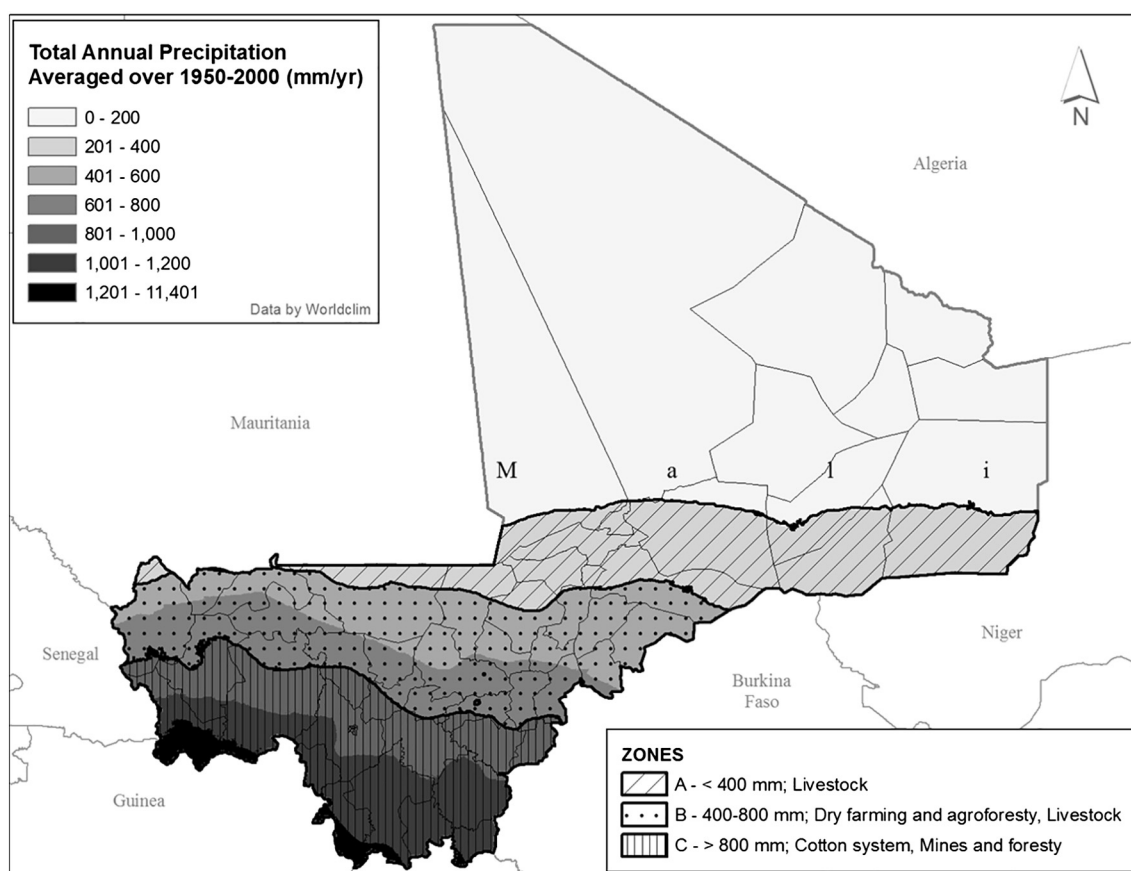 Total Annual Precipitation
Averaged over 1950-2000 (mm/yr)
0 - 200
201 - 400
401 - 600
601 - 800
801 - 1,000
1,001 - 1,200
1,201 - 11,401
Data by Worldclim
N
Algeria
Mauritania
M a l i
Senegal
Niger
Burkina
Faso
Guinea
ZONES
A - < 400 mm; Livestock
B - 400-800 mm; Dry farming and agroforesty, Livestock
C - > 800 mm; Cotton system, Mines and foresty